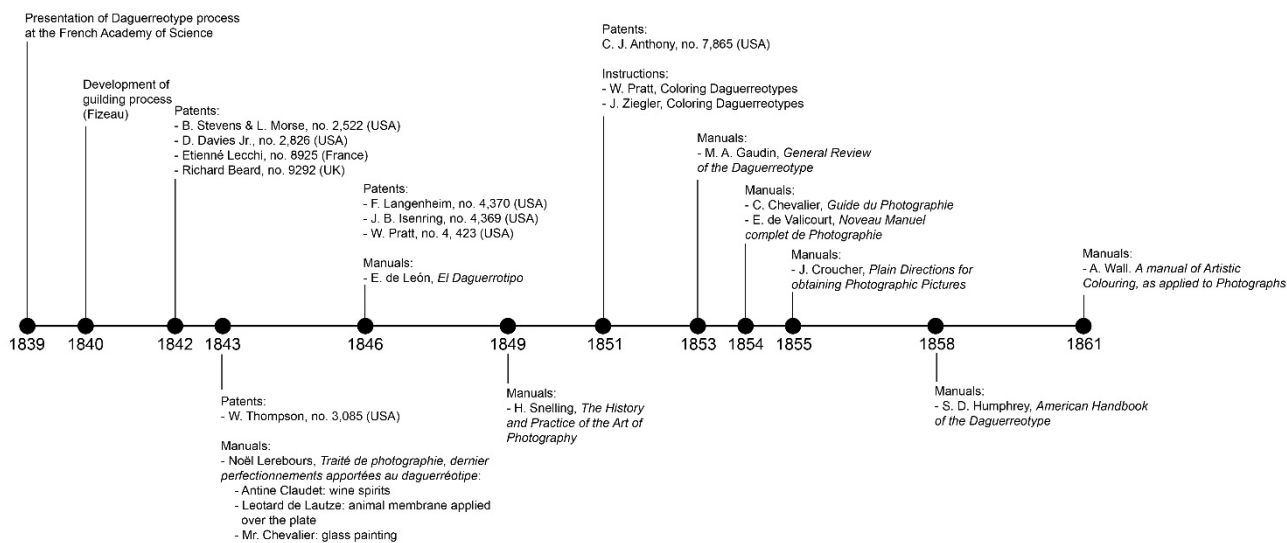 Presentation of Daguerreotype process
at the French Academy of Science
Development of
guilding process
(Fizeau)
Patents:
- B. Stevens & L. Morse, no. 2,522 (USA)
- D. Davies Jr., no. 2,826 (USA)
- Etienné Lecchi, no. 8925 (France)
- Richard Beard, no. 9292 (UK)
Patents:
- F. Langenheim, no. 4,370 (USA)
- J. B. Isenring, no. 4,369 (USA)
- W. Pratt, no. 4, 423 (USA)
Manuals:
- E. de León, El Daguerrotipo
Patents:
C. J. Anthony, no. 7,865 (USA)
Instructions:
- W. Pratt, Coloring Daguerreotypes
- J. Ziegler, Coloring Daguerreotypes
Manuals:
- M. A. Gaudin, General Review
of the Daguerreotype
Manuals:
- C. Chevalier, Guide du Photographie
- E. de Valicourt, Noveau Manuel
complet de Photographie
Manuals:
- J. Croucher, Plain Directions for
obtaining Photographic Pictures
Manuals:
- A. Wall. A manual of Artistic
Colouring, as applied to Photographs
1839 1840 1842 1843 1846 1849 1851 1853 1854 1855 1858 1861
Patents:
- W. Thompson, no. 3,085 (USA)
Manuals:
- Noël Lerebours, Traité de photographie, dernier
perfectionnements apportées au daguerréotipe:
- Antine Claudet: wine spirits
- Leotard de Lautze: animal membrane applied
over the plate
- Mr. Chevalier: glass painting
Manuals:
- H. Snelling, The History
and Practice of the Art of
Photography
Manuals:
- S. D. Humphrey, American Handbook
of the Daguerreotype